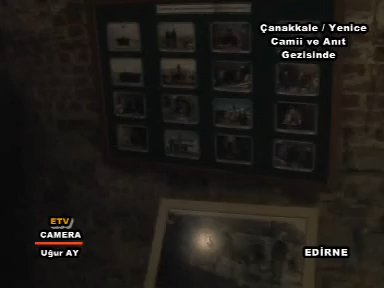 Çanakkale / Yenice
Camii ve Anıt
Gezisinde
ETV
CAMERA
Uğur AY
EDİRNE